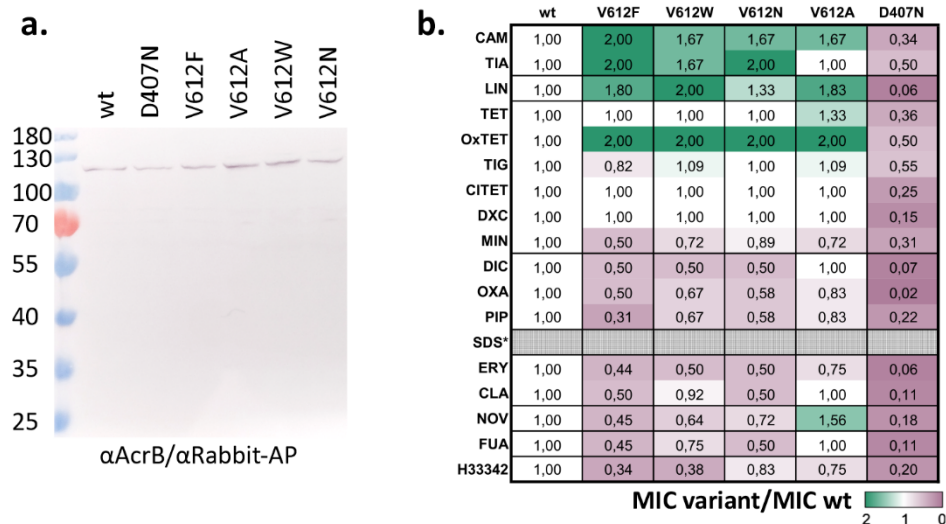 a.
wt D407N V612F V612A V612W V612N
180
130
100
70
55
40
35
25
αAcrB/αRabbit-AP
b.
wt V612F V612W V612N V612A D407N
CAM 1,00 2,00 1,67 1,67 1,67 0,34
TIA 1,00 2,00 1,67 2,00 1,00 0,50
LIN 1,00 1,80 2,00 1,33 1,83 0,06
TET 1,00 1,00 1,00 1,00 1,33 0,36
OxTET 1,00 2,00 2,00 2,00 2,00 0,50
TIG 1,00 0,82 1,09 1,00 1,09 0,55
CITET 1,00 1,00 1,00 1,00 1,00 0,25
DXC 1,00 1,00 1,00 1,00 1,00 0,15
MIN 1,00 0,50 0,72 0,89 0,72 0,31
DIC 1,00 0,50 0,50 0,50 1,00 0,07
OXA 1,00 0,50 0,67 0,58 0,83 0,02
PIP 1,00 0,31 0,67 0,58 0,83 0,22
SDS*
ERY 1,00 0,44 0,50 0,50 0,75 0,06
CLA 1,00 0,50 0,92 0,50 1,00 0,11
NOV 1,00 0,45 0,64 0,72 1,56 0,18
FUA 1,00 0,45 0,75 0,50 1,00 0,11
H33342 1,00 0,34 0,38 0,83 0,75 0,20
MIC variant/MIC wt
2 1 0